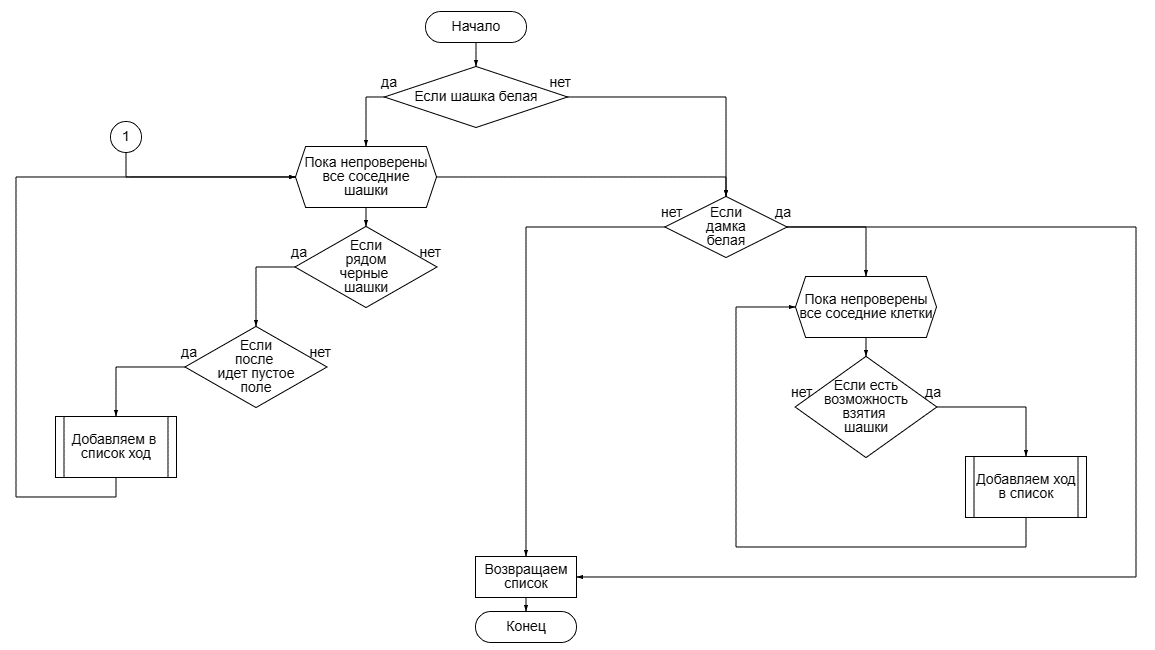 Начало
да
нет
Если шашка белая
1
Пока непроверены
все соседние
шашки
нет
Если
дамка
белая
да
да
Если
рядом
черные
шашки
нет
Пока непроверены
все соседние клетки
да
Если
после
идет пустое
поле
нет
нет
Если есть
возможность
взятия
шашки
да
Добавляем в
список ход
Добавляем ход
в список
Возвращаем
список
Конец